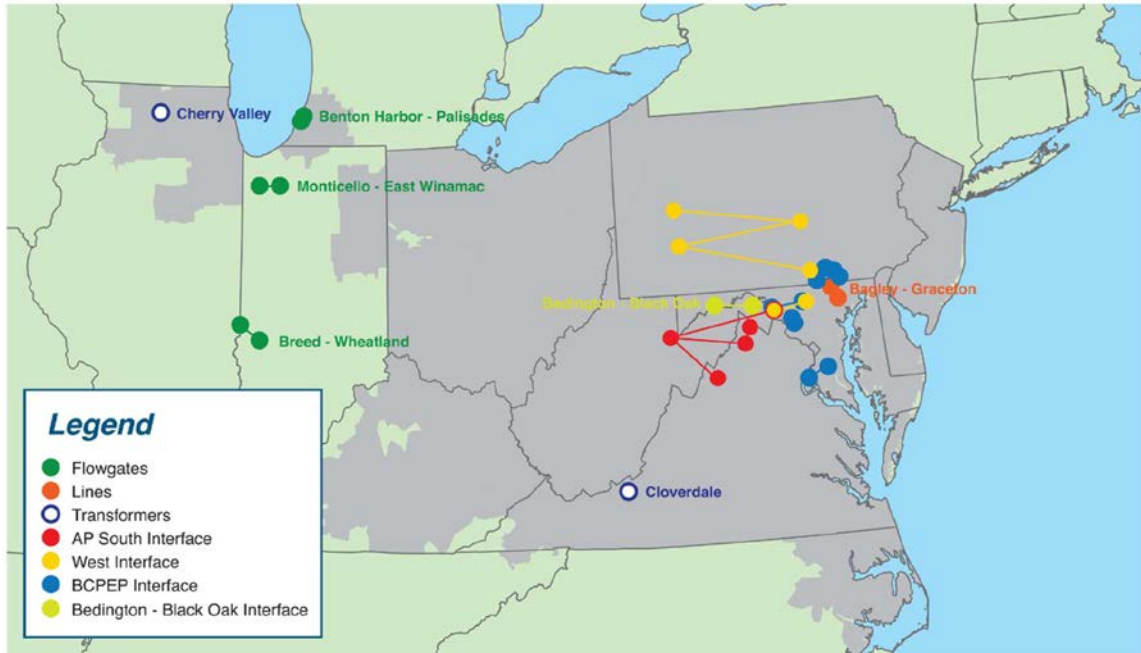 Cherry Valley
Benton Harbor - Palisades
Monticello - East Winamac
Bagley - Graceton
Bedington - Black Oak
Breed - Wheatland
Cloverdale
Legend
Flowgates
Lines
Transformers
AP South Interface
West Interface
BCPEP Interface
Bedington - Black Oak Interface